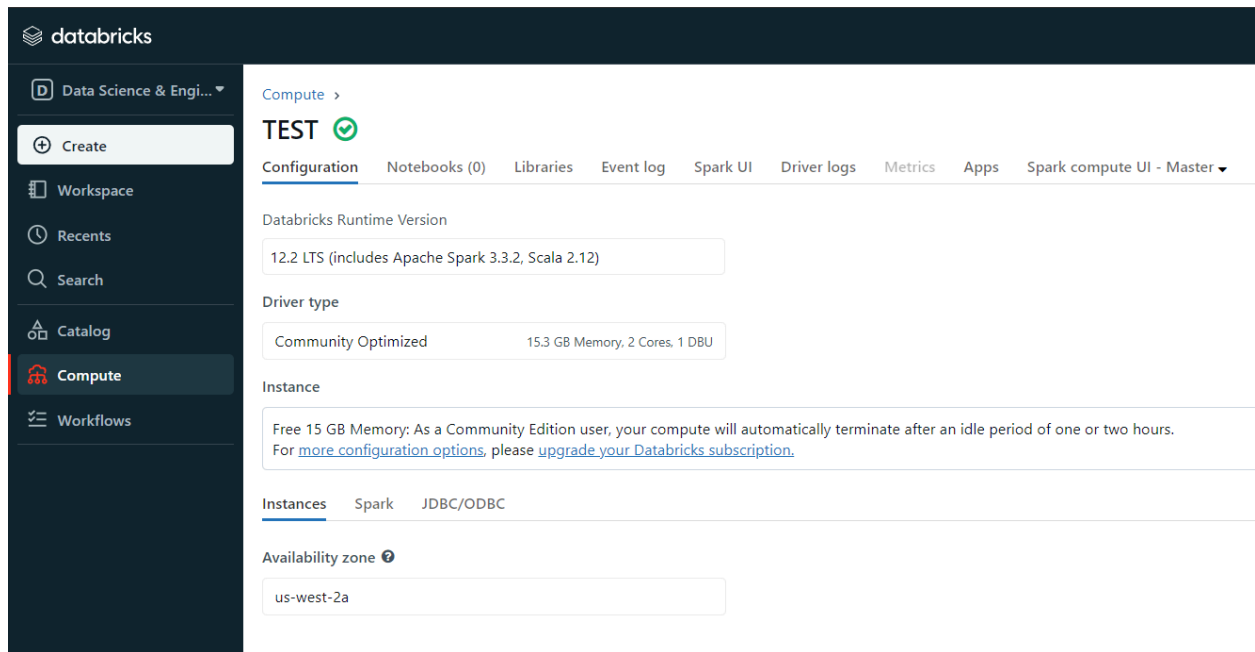 databricks
D Data Science & Engi...
Create
Workspace
Recents
Search
Catalog
Compute
Workflows
Compute >
TEST
Configuration Notebooks (0) Libraries Event log Spark UI Driver logs Metrics Apps Spark compute UI - Master
Databricks Runtime Version
12.2 LTS (includes Apache Spark 3.3.2, Scala 2.12)
Driver type
Community Optimized 15.3 GB Memory, 2 Cores, 1 DBU
Instance
Free 15 GB Memory: As a Community Edition user, your compute will automatically terminate after an idle period of one or two hours.
For more configuration options, please upgrade your Databricks subscription.
Instances Spark JDBC/ODBC
Availability zone ?
us-west-2a